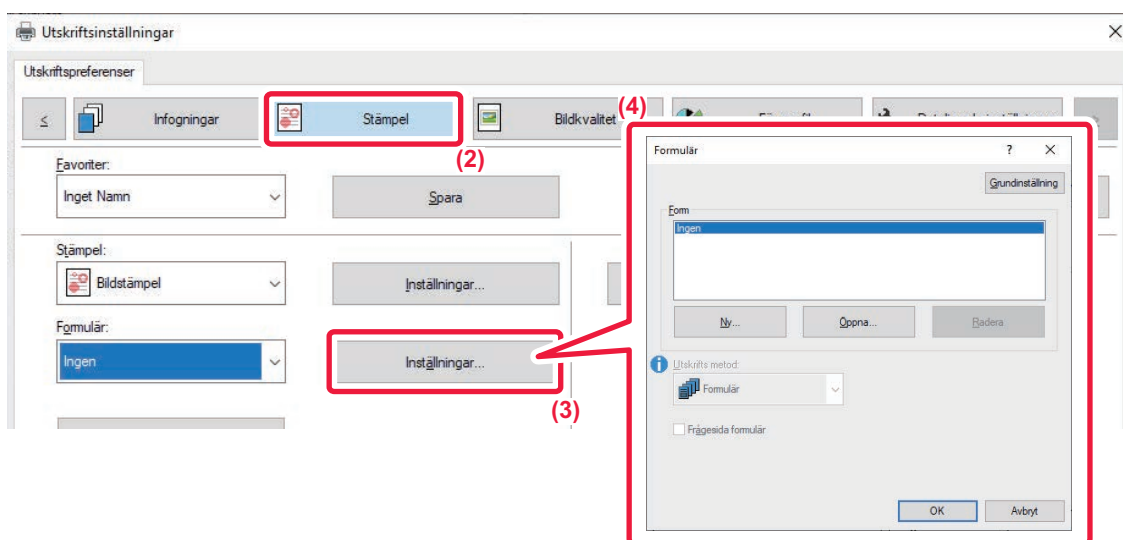 Utskriftsinställningar
Utskriftspreferenser
Infogningar
Stämpel
Bildkvalitet
(2)
(4)
Favoriter:
Inget Namn
Spara
Stämpel:
Bildstämpel
Inställningar...
Formulär:
Ingen
Inställningar...
(3)
Formulär
?
Grundinställning
Form
Ingen
Ny...
Öppna...
Radera
Utskrifts metod:
Formulär
Frågesida formulär
OK
Avbryt